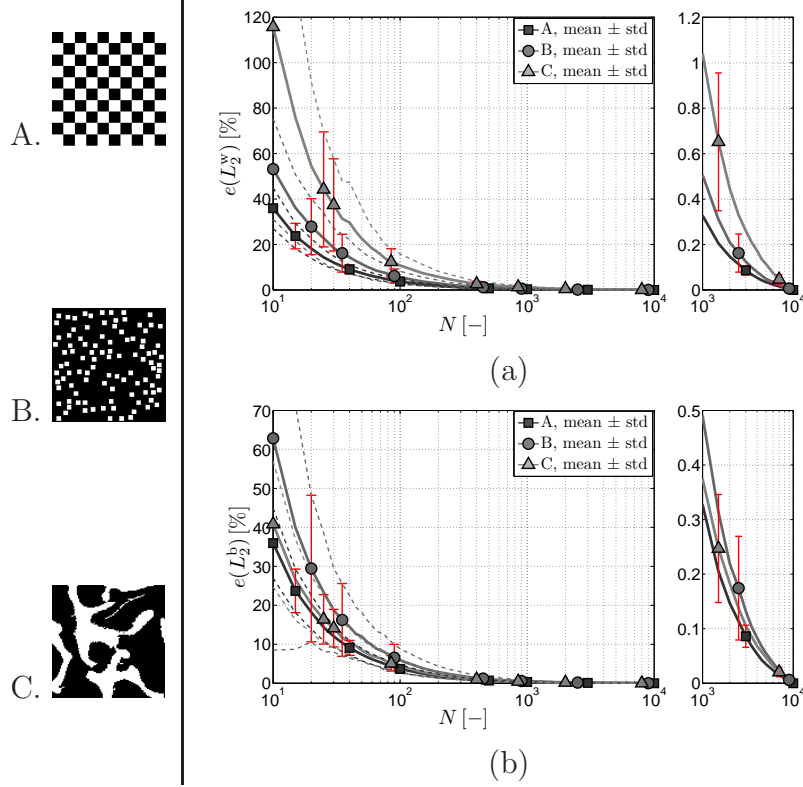 A.
B.
C.
120
100
80
60
40
20
0
e(L₂ʷ) [%]
A, mean ± std
B, mean ± std
C, mean ± std
10¹
10²
10³
10⁴
N [−]
1.2
1
0.8
0.6
0.4
0.2
0
10³
10⁴
(a)
70
60
50
40
30
20
10
0
e(L₂ᵇ) [%]
A, mean ± std
B, mean ± std
C, mean ± std
10¹
10²
10³
10⁴
N [−]
0.5
0.4
0.3
0.2
0.1
0
10³
10⁴
(b)